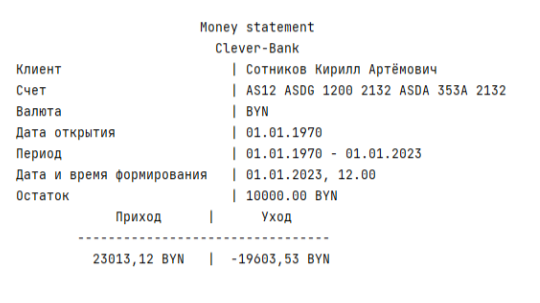 Money statement
Clever-Bank
Клиент | Сотников Кирилл Артёмович
Счет | AS12 ASDG 1200 2132 ASDA 353A 2132
Валюта | BYN
Дата открытия | 01.01.1970
Период | 01.01.1970 - 01.01.2023
Дата и время формирования | 01.01.2023, 12.00
Остаток | 10000.00 BYN
Приход | Уход
---------------------------------
23013,12 BYN | -19603,53 BYN